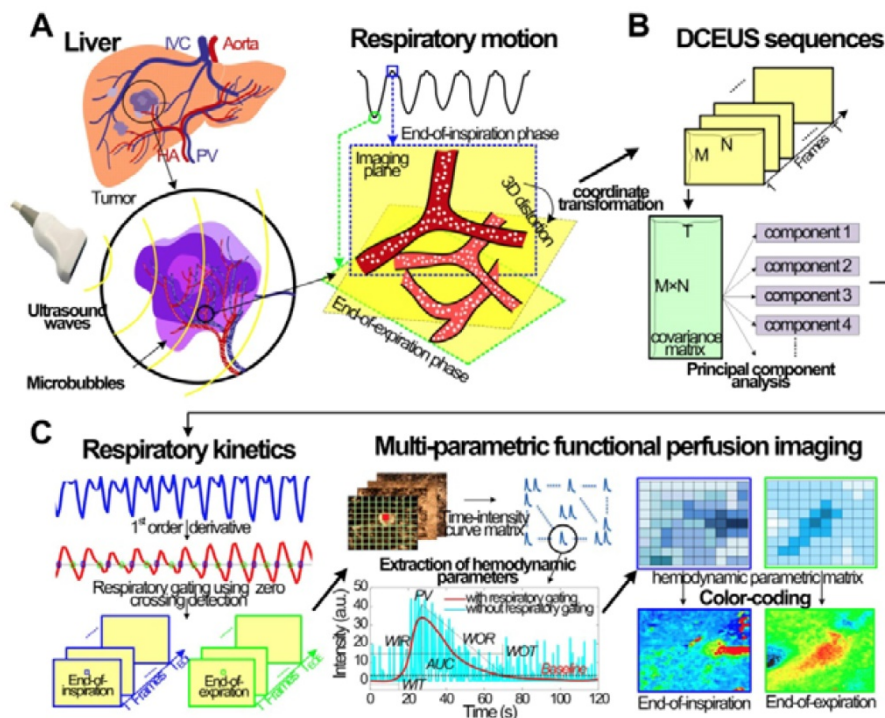 A
Liver
IVC
Aorta
HA
PV
Tumor
Ultrasound
waves
Microbubbles
Respiratory motion
End-of-inspiration phase
Imaging
plane
3D distortion
End-of-expiration phase
coordinate
transformation
B
DCEUS sequences
M
N
1
Frames
T
T
M×N
covariance
matrix
component 1
component 2
component 3
component 4
Principal component
analysis
C
Respiratory kinetics
1st order derivative
Respiratory gating using zero
crossing detection
End-of-
inspiration
1 Frames
End-of-
expiration
1 Frames
Multi-parametric functional perfusion imaging
Time-intensity
curve matrix
Extraction of hemodynamic
parameters
50
40
30
20
10
0
Intensity (a.u.)
PV
with respiratory gating
without respiratory gating
WIR
WOR
WOT
AUC
Baseline
WIT
0 20 40 60 80 100 120
Time (s)
hemodynamic parametric matrix
Color-coding
End-of-inspiration
End-of-expiration